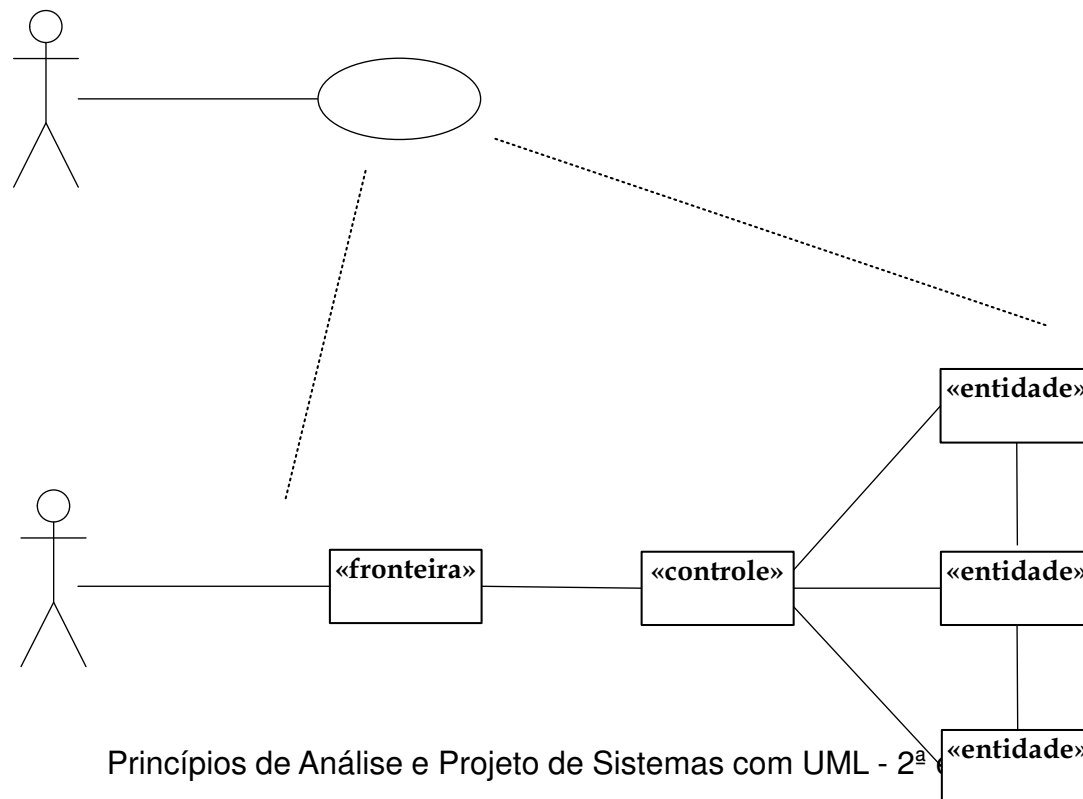 «entidade»
«fronteira»
«controle»
«entidade»
«entidade»
Princípios de Análise e Projeto de Sistemas com UML - 2ª